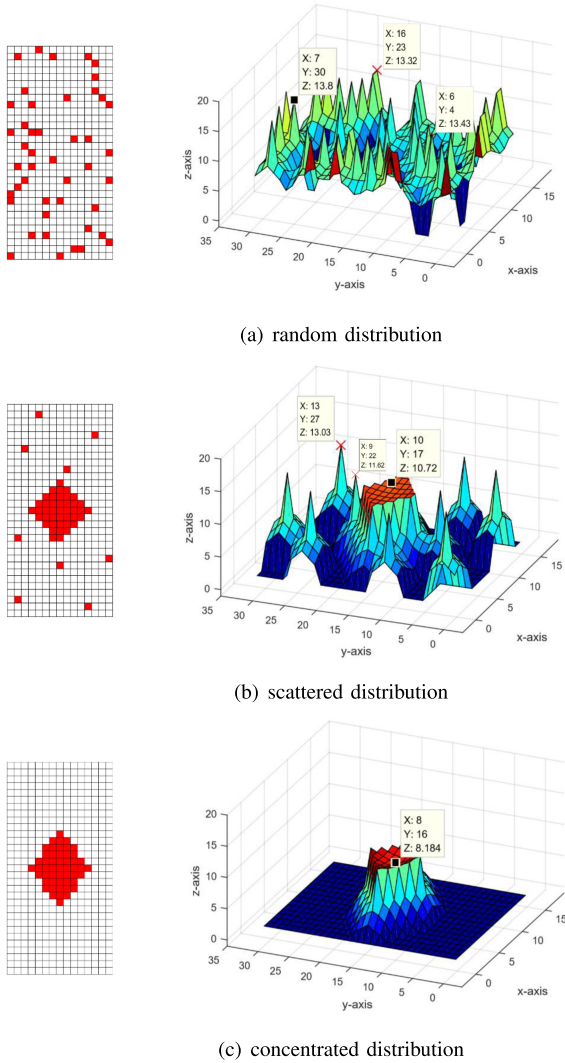 X: 7
Y: 30
Z: 13.8
X: 16
Y: 23
Z: 13.32
X: 6
Y: 4
Z: 13.43
20
15
10
5
0
z-axis
35
30
25
20
15
10
5
0
y-axis
0
5
10
15
x-axis
(a) random distribution
X: 13
Y: 27
Z: 13.03
X: 9
Y: 22
Z: 11.62
X: 10
Y: 17
Z: 10.72
20
15
10
5
0
z-axis
35
30
25
20
15
10
5
0
y-axis
0
5
10
15
x-axis
(b) scattered distribution
X: 8
Y: 16
Z: 8.184
20
15
10
5
0
z-axis
35
30
25
20
15
10
5
0
y-axis
0
5
10
15
x-axis
(c) concentrated distribution